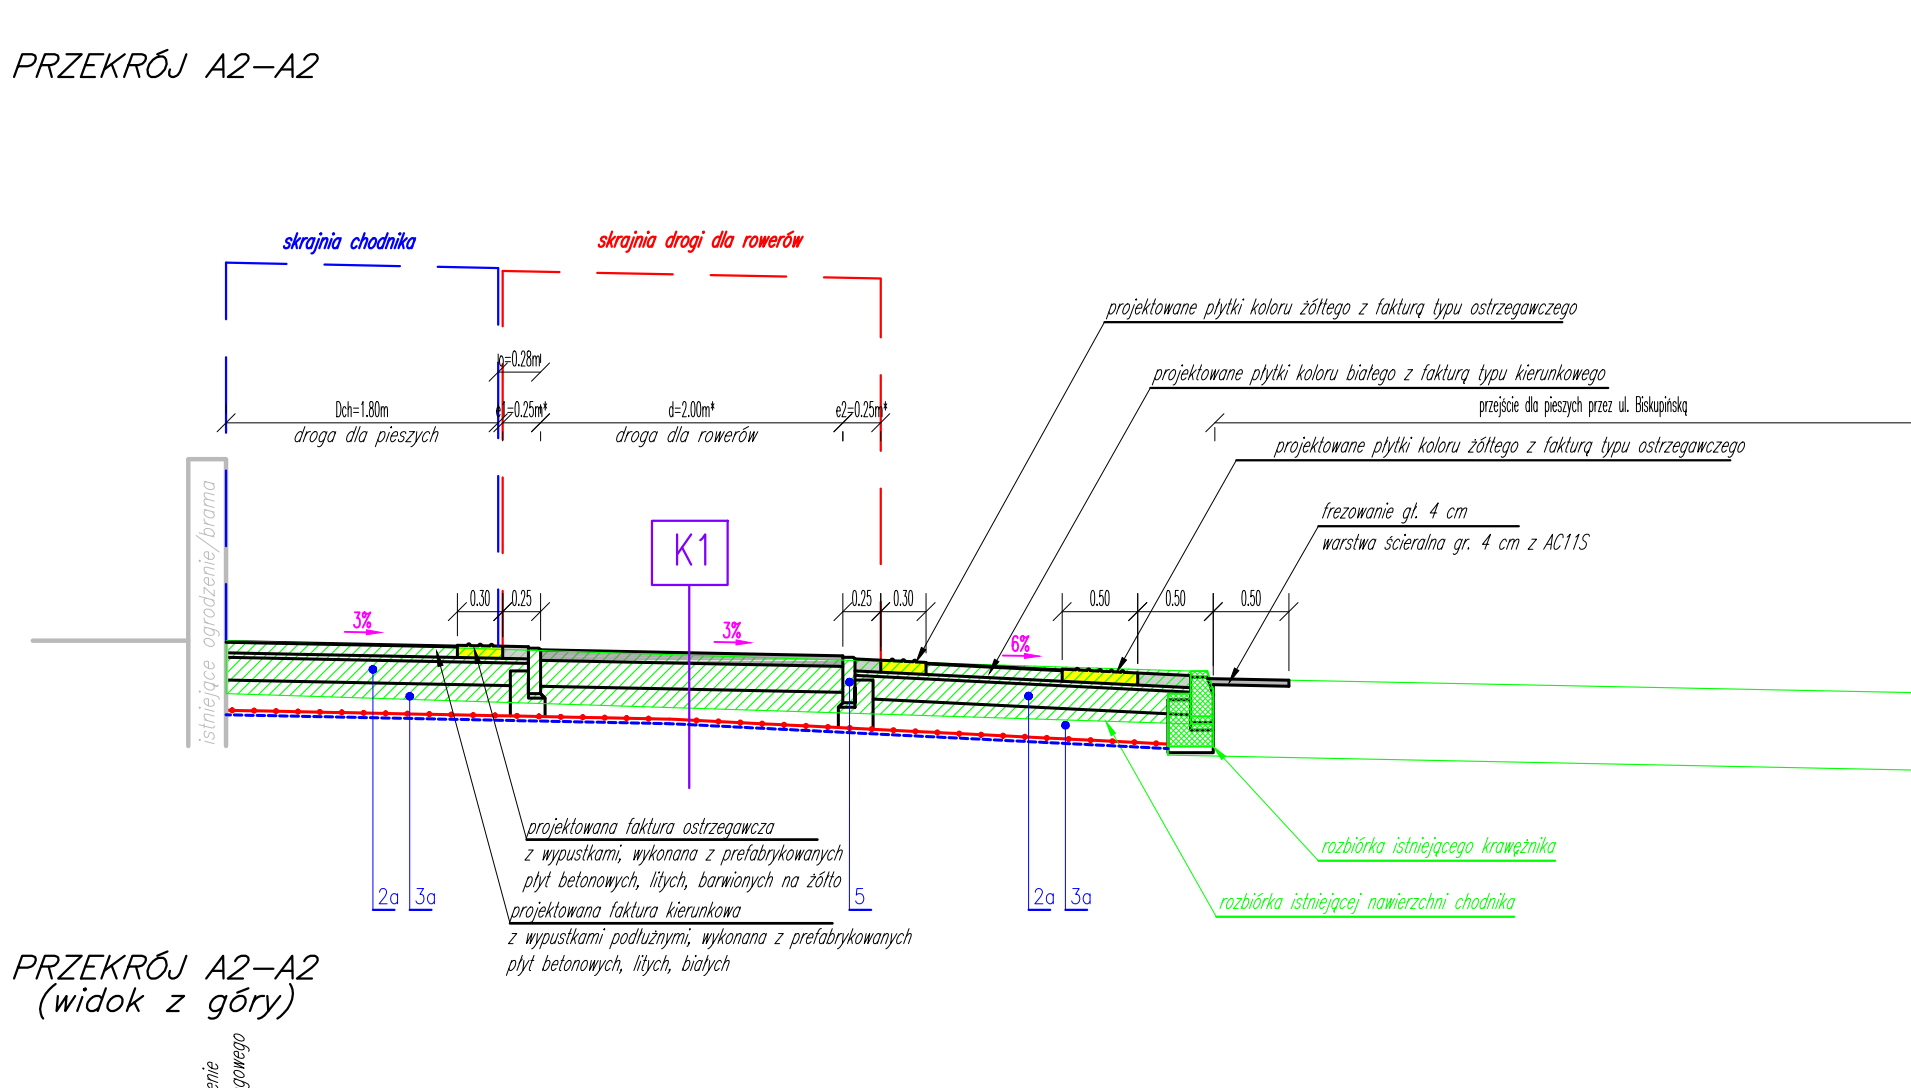 PRZEKRÓJ A2-A2
skrajnia chodnika
skrajnia drogi dla rowerów
projektowane płytki koloru żółtego z fakturą typu ostrzegawczego
o=0.28m
projektowane płytki koloru białego z fakturą typu kierunkowego
Dch=1.80m
e1=0.25m*
d=2.00m*
e2=0.25m*
przejście dla pieszych przez ul. Biskupińską
droga dla pieszych
droga dla rowerów
projektowane płytki koloru żółtego z fakturą typu ostrzegawczego
istniejące ogrodzenie/brama
frezowanie gł. 4 cm
warstwa ścieralna gr. 4 cm z AC11S
K1
0.30
0.25
0.25
0.30
0.50
0.50
0.50
3%
3%
6%
projektowana faktura ostrzegawcza
z wypustkami, wykonana z prefabrykowanych
płyt betonowych, litych, barwionych na żółto
rozbiórka istniejącego krawężnika
2a
3a
5
2a
3a
rozbiórka istniejącej nawierzchni chodnika
projektowana faktura kierunkowa
z wypustkami podłużnymi, wykonana z prefabrykowanych
płyt betonowych, litych, białych
PRZEKRÓJ A2-A2
(widok z góry)